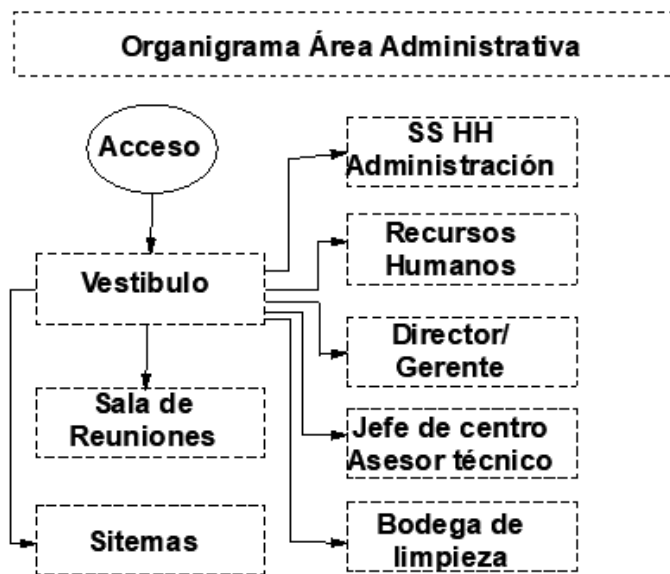 Organigrama Área Administrativa
Acceso
Vestibulo
Sala de
Reuniones
Sitemas
SS HH
Administración
Recursos
Humanos
Director/
Gerente
Jefe de centro
Asesor técnico
Bodega de
limpieza